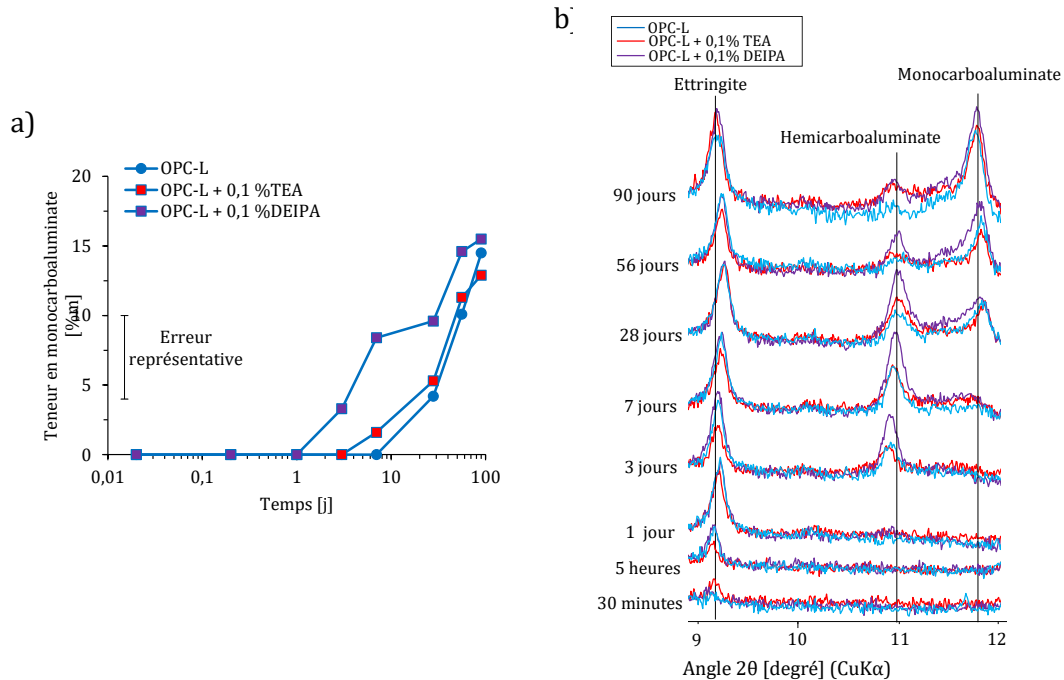 a)
OPC-L
OPC-L + 0,1 %TEA
OPC-L + 0,1 %DEIPA
Teneur en monocarboaluminate
[%m]
20
15
10
5
0
Erreur
représentative
0,01
0,1
1
10
100
Temps [j]
b)
OPC-L
OPC-L + 0,1% TEA
OPC-L + 0,1% DEIPA
Ettringite
Hemicarboaluminate
Monocarboaluminate
90 jours
56 jours
28 jours
7 jours
3 jours
1 jour
5 heures
30 minutes
9
10
11
12
Angle 2θ [degré] (CuKα)